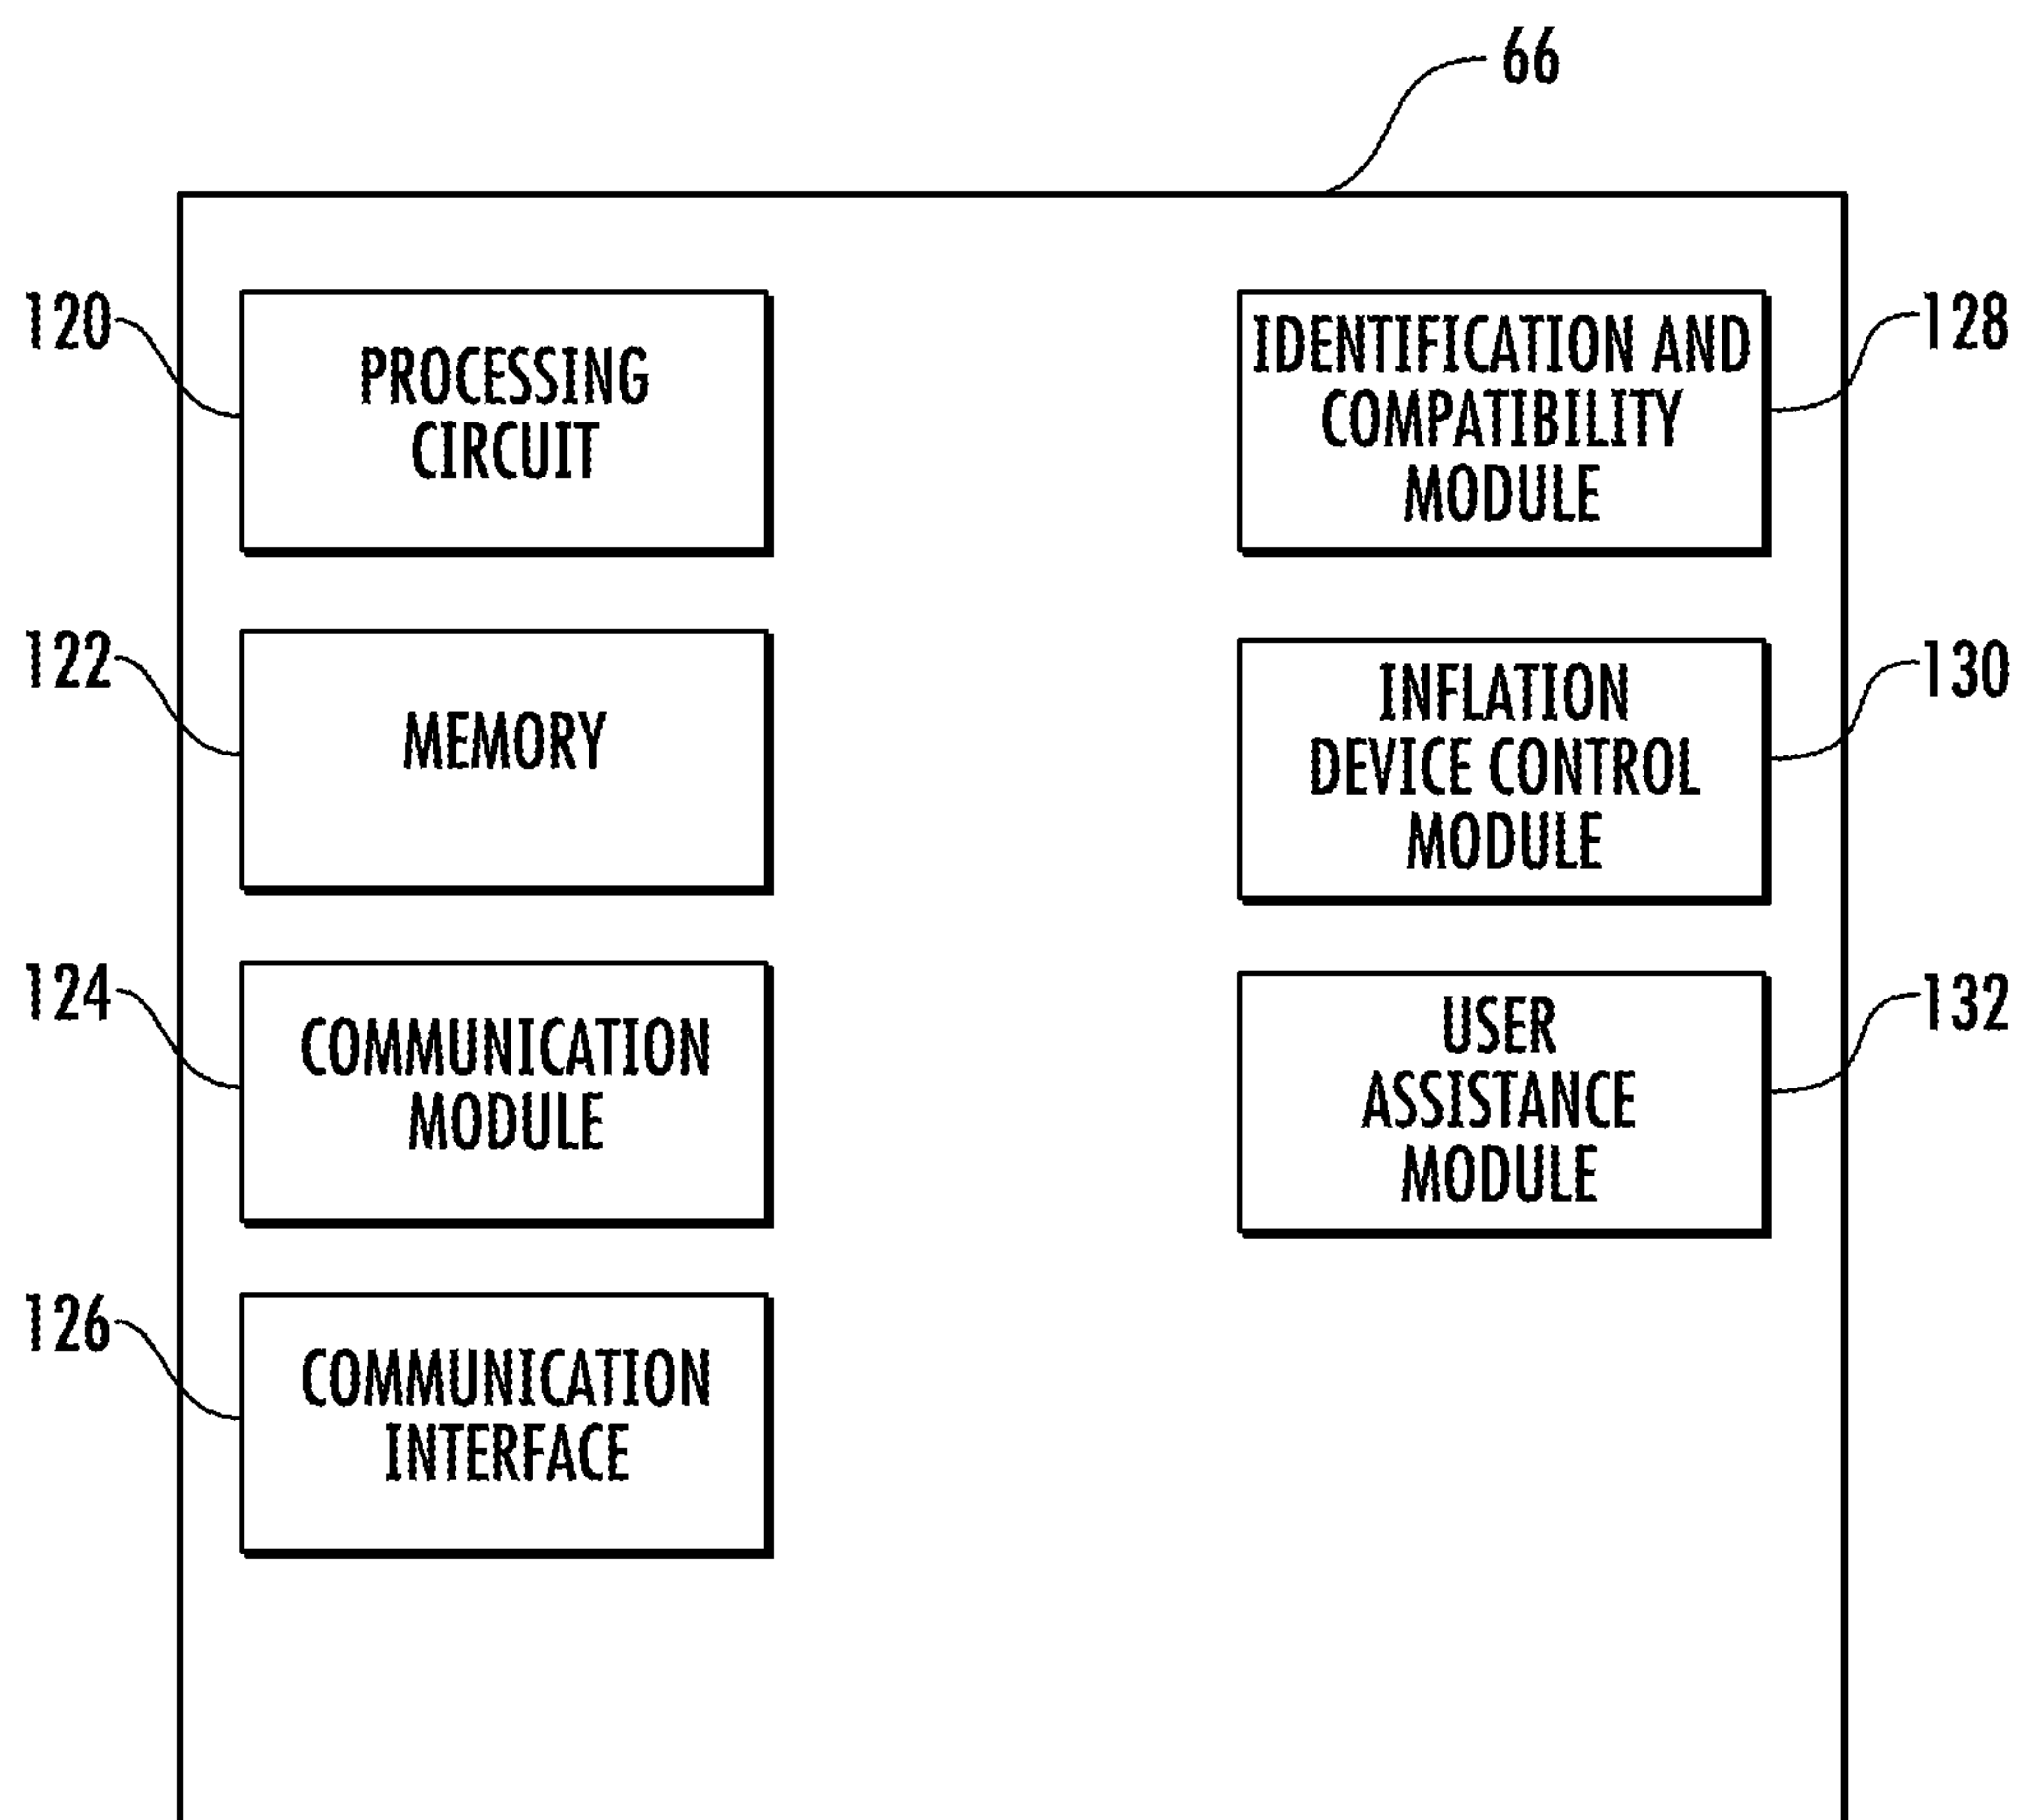 66
120
PROCESSING
CIRCUIT
122
MEMORY
124
COMMUNICATION
MODULE
126
COMMUNICATION
INTERFACE
IDENTIFICATION AND
COMPATIBILITY
MODULE
128
INFLATION
DEVICE CONTROL
MODULE
130
USER
ASSISTANCE
MODULE
132